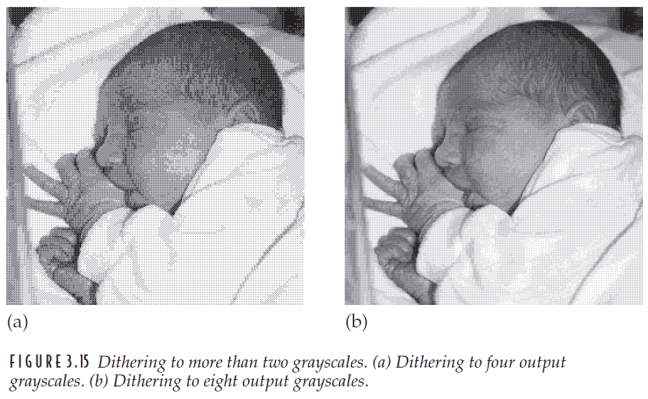 (a)
(b)
FIGURE 3.15 Dithering to more than two grayscales. (a) Dithering to four output
grayscales. (b) Dithering to eight output grayscales.